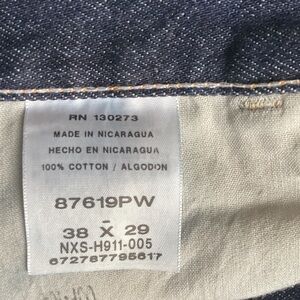 RN 130273
MADE IN NICARAGUA
HECHO EN NICARAGUA
100% COTTON / ALGODON
87619PW
-
38 X 29
NXS-H911-005
672787795617